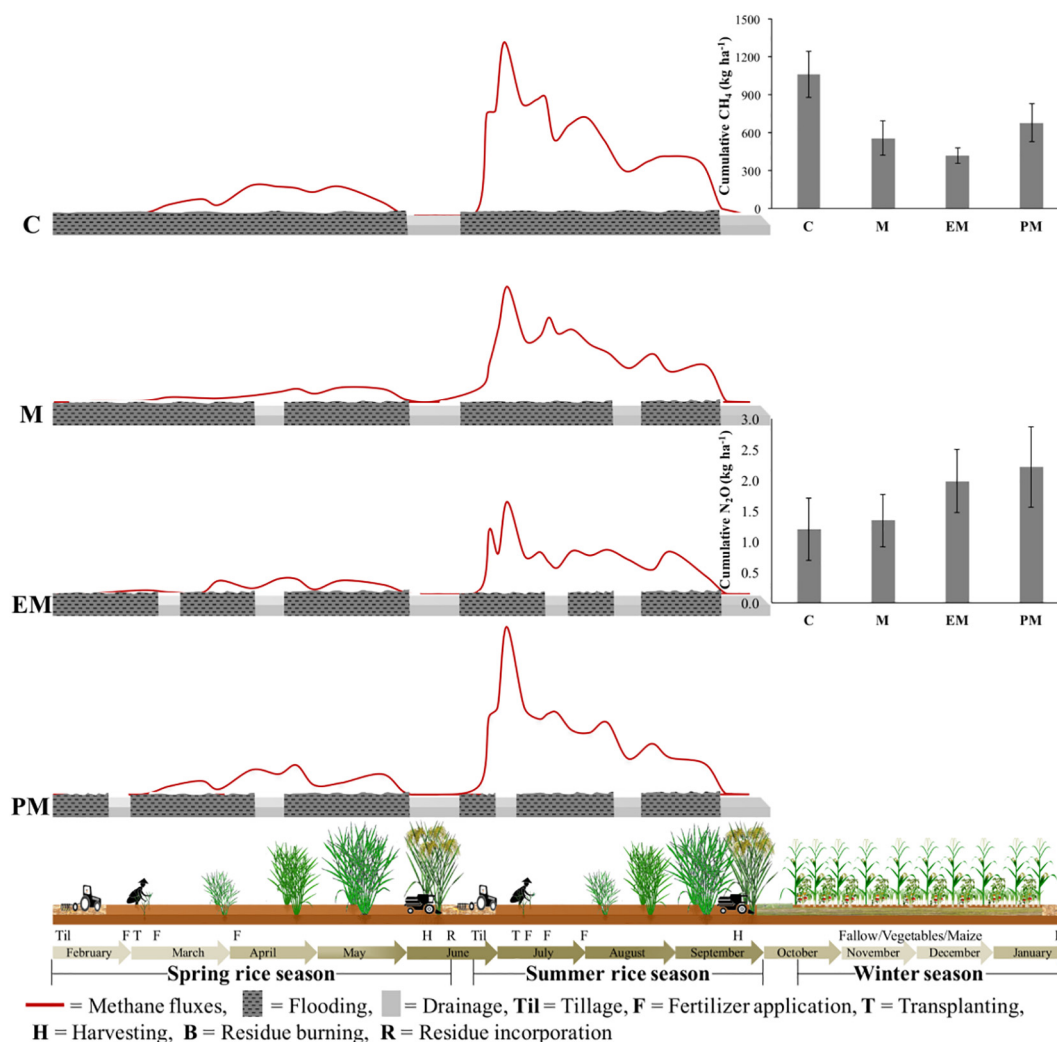 1500
1200
900
600
300
0
Cumulative CH₄ (kg ha⁻¹)
C M EM PM
C
M
3.0
2.5
2.0
1.5
1.0
0.5
0.0
Cumulative N₂O (kg ha⁻¹)
C M EM PM
EM
PM
Til F T F F H R Til T F F F H
Fallow/Vegetables/Maize
February March April May June July August September October November December January
Spring rice season Summer rice season Winter season
= Methane fluxes, = Flooding, = Drainage, Til = Tillage, F = Fertilizer application, T = Transplanting,
H = Harvesting, B = Residue burning, R = Residue incorporation